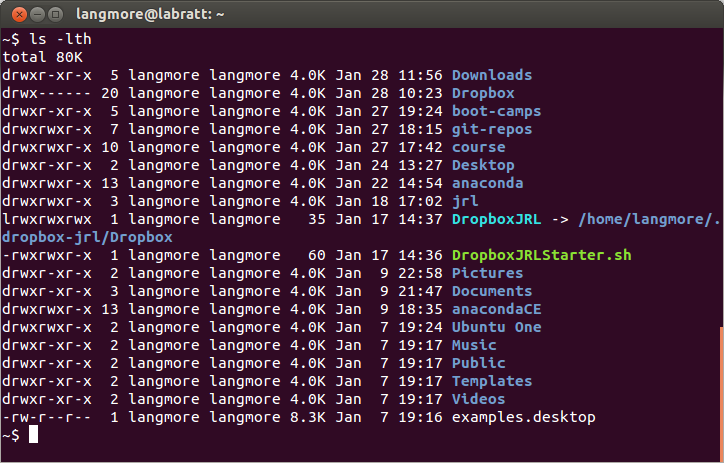 langmore@labratt: ~
~$ ls -lth
total 80K
drwxr-xr-x  5 langmore langmore 4.0K Jan 28 11:56 Downloads
drwx------ 20 langmore langmore 4.0K Jan 28 10:23 Dropbox
drwxr-xr-x  5 langmore langmore 4.0K Jan 27 19:24 boot-camps
drwxrwxr-x  7 langmore langmore 4.0K Jan 27 18:15 git-repos
drwxrwxr-x 10 langmore langmore 4.0K Jan 27 17:42 course
drwxr-xr-x  2 langmore langmore 4.0K Jan 24 13:27 Desktop
drwxrwxr-x 13 langmore langmore 4.0K Jan 22 14:54 anaconda
drwxrwxr-x  3 langmore langmore 4.0K Jan 18 17:02 jrl
lrwxrwxrwx  1 langmore langmore   35 Jan 17 14:37 DropboxJRL -> /home/langmore/.
dropbox-jrl/Dropbox
-rwxrwxr-x  1 langmore langmore   60 Jan 17 14:36 DropboxJRLStarter.sh
drwxr-xr-x  2 langmore langmore 4.0K Jan  9 22:58 Pictures
drwxr-xr-x  3 langmore langmore 4.0K Jan  9 21:47 Documents
drwxrwxr-x 13 langmore langmore 4.0K Jan  9 18:35 anacondaCE
drwxrwxr-x  2 langmore langmore 4.0K Jan  7 19:24 Ubuntu One
drwxr-xr-x  2 langmore langmore 4.0K Jan  7 19:17 Music
drwxr-xr-x  2 langmore langmore 4.0K Jan  7 19:17 Public
drwxr-xr-x  2 langmore langmore 4.0K Jan  7 19:17 Templates
drwxr-xr-x  2 langmore langmore 4.0K Jan  7 19:17 Videos
-rw-r--r--  1 langmore langmore 8.3K Jan  7 19:16 examples.desktop
~$